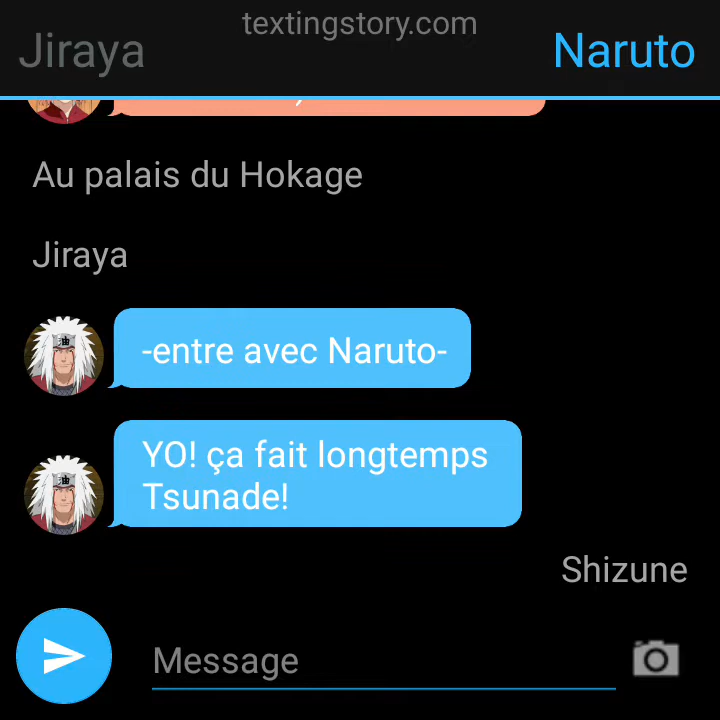 textingstory.com
Jiraya
Naruto
Au palais du Hokage
Jiraya
-entre avec Naruto-
YO! ça fait longtemps
Tsunade!
Shizune
Message